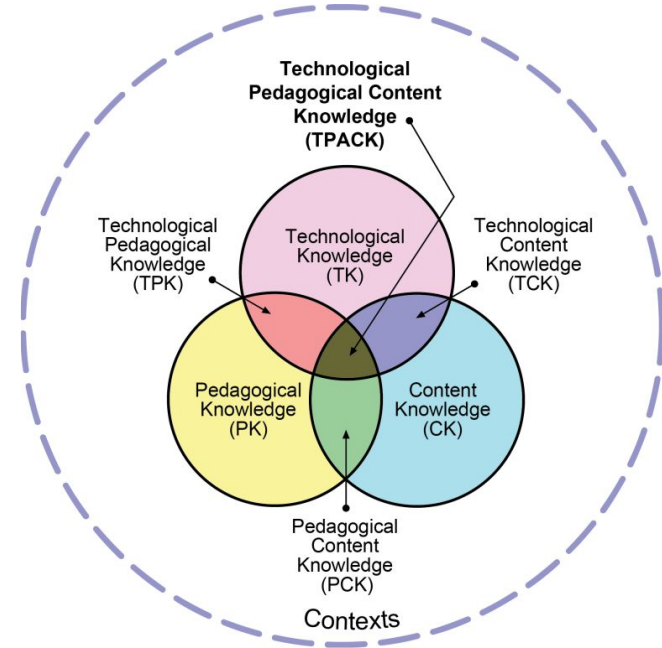 Technological
Pedagogical Content
Knowledge
(TPACK)
Technological
Pedagogical
Knowledge
(TPK)
Technological
Knowledge
(TK)
Technological
Content
Knowledge
(TCK)
Pedagogical
Knowledge
(PK)
Content
Knowledge
(CK)
Pedagogical
Content
Knowledge
(PCK)
Contexts